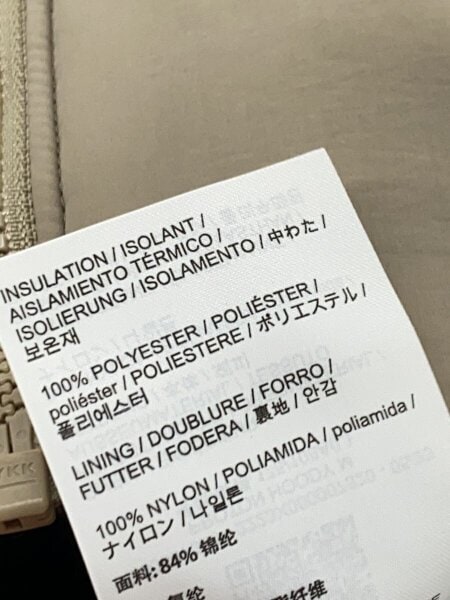 INSULATION / ISOLANT /
AISLAMIENTO TÉRMICO /
ISOLIERUNG / ISOLAMENTO / 中わた /
보온재
100% POLYESTER / POLIÉSTER /
poliéster / POLIESTERE / ポリエステル /
폴리에스터
LINING / DOUBLURE / FORRO /
FUTTER / FODERA / 裏地 / 안감
100% NYLON / POLIAMIDA / poliamida /
ナイロン / 나일론
面料: 84% 锦纶
YKK